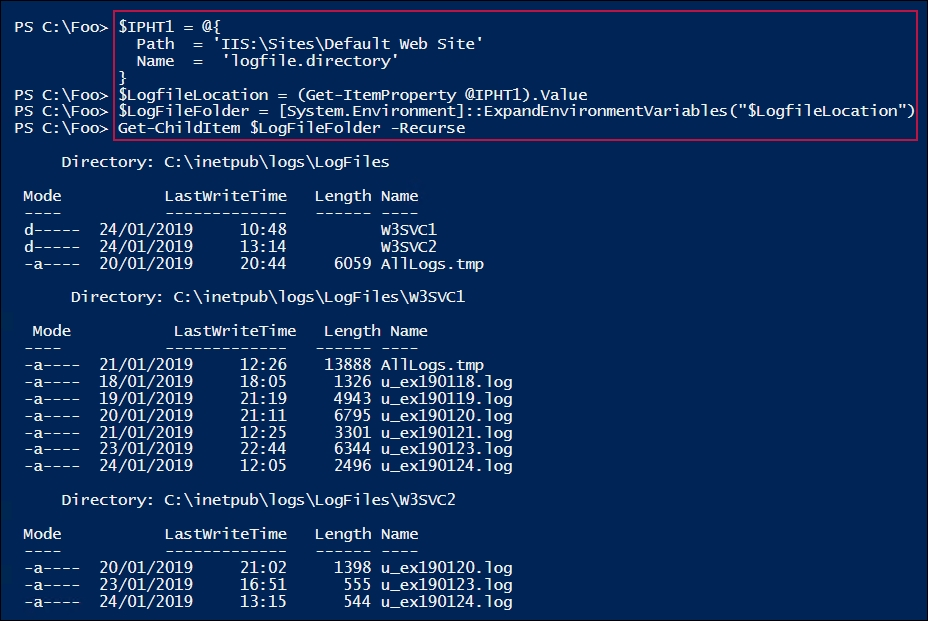 PS C:\Foo> $IPHT1 = @{
Path = 'IIS:\Sites\Default Web Site'
Name = 'logfile.directory'
}
PS C:\Foo> $LogfileLocation = (Get-ItemProperty @IPHT1).Value
PS C:\Foo> $LogFileFolder = [System.Environment]::ExpandEnvironmentVariables("$LogfileLocation")
PS C:\Foo> Get-ChildItem $LogFileFolder -Recurse
Directory: C:\inetpub\logs\LogFiles
Mode LastWriteTime Length Name
---- ------------- ------ ----
d----- 24/01/2019 10:48 W3SVC1
d----- 24/01/2019 13:14 W3SVC2
-a---- 20/01/2019 20:44 6059 AllLogs.tmp
Directory: C:\inetpub\logs\LogFiles\W3SVC1
Mode LastWriteTime Length Name
---- ------------- ------ ----
-a---- 21/01/2019 12:26 13888 AllLogs.tmp
-a---- 18/01/2019 18:05 1326 u_ex190118.log
-a---- 19/01/2019 21:19 4943 u_ex190119.log
-a---- 20/01/2019 21:11 6795 u_ex190120.log
-a---- 21/01/2019 12:25 3301 u_ex190121.log
-a---- 23/01/2019 22:44 6344 u_ex190123.log
-a---- 24/01/2019 12:05 2496 u_ex190124.log
Directory: C:\inetpub\logs\LogFiles\W3SVC2
Mode LastWriteTime Length Name
---- ------------- ------ ----
-a---- 20/01/2019 21:02 1398 u_ex190120.log
-a---- 23/01/2019 16:51 555 u_ex190123.log
-a---- 24/01/2019 13:15 544 u_ex190124.log